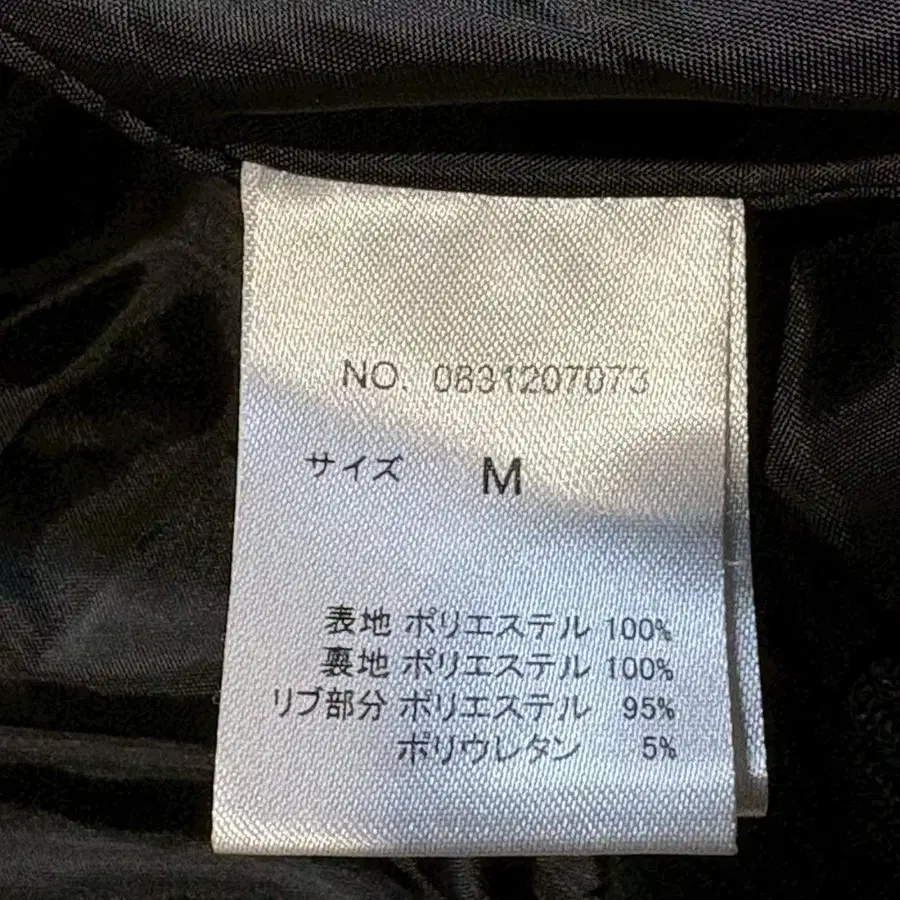 NO. 0831207073
サイズ M
表地 ポリエステル 100%
裏地 ポリエステル 100%
リブ部分 ポリエステル 95%
ポリウレタン 5%